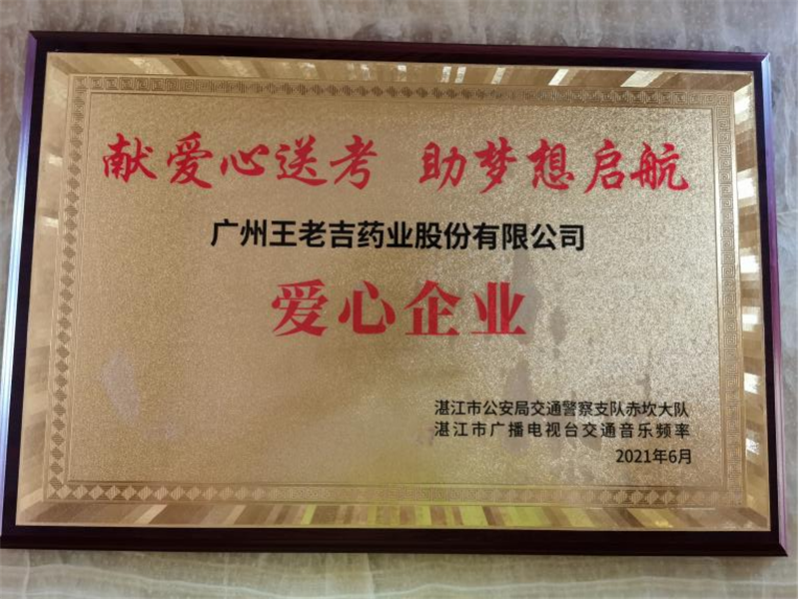 献爱心送考 助梦想启航
广州王老吉药业股份有限公司
爱心企业
湛江市公安局交通警察支队赤坎大队
湛江市广播电视台交通音乐频率
2021年6月